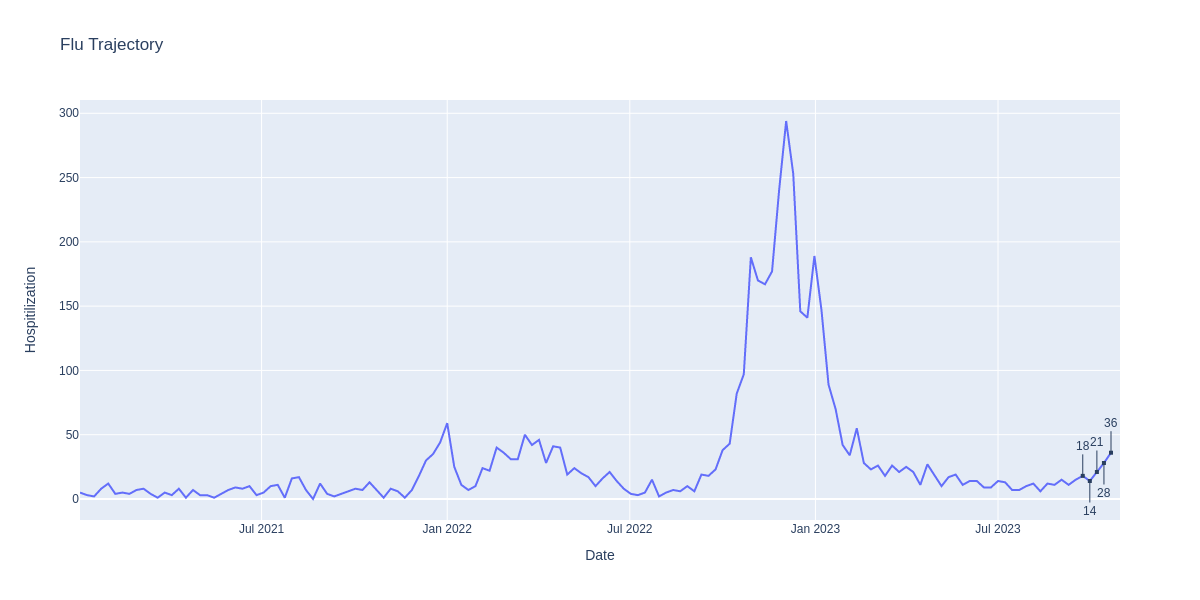 Flu Trajectory
Hospitilization
300
250
200
150
100
50
0
36
18
21
28
14
Jul 2021
Jan 2022
Jul 2022
Jan 2023
Jul 2023
Date